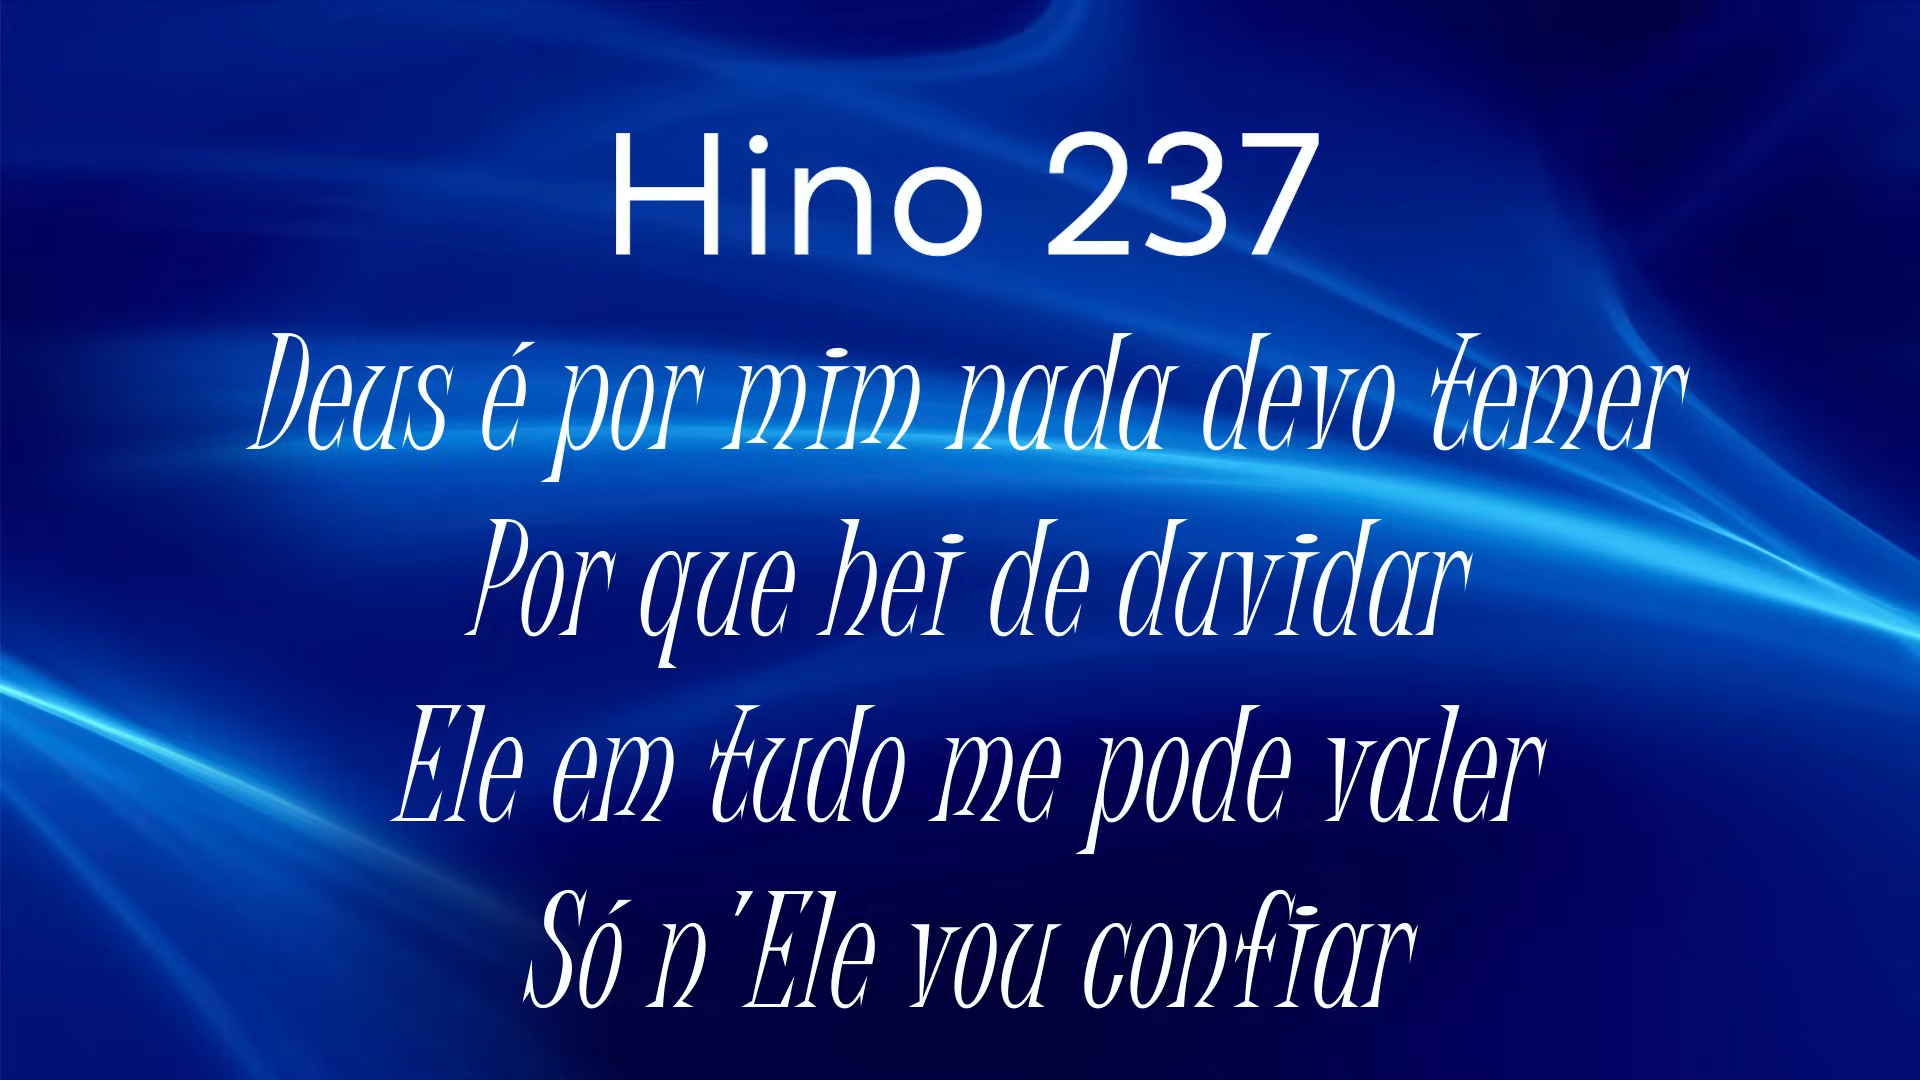 Hino 237
Deus é por mim nada devo temer
Por que hei de duvidar
Ele em tudo me pode valer
Só n'Ele vou confiar